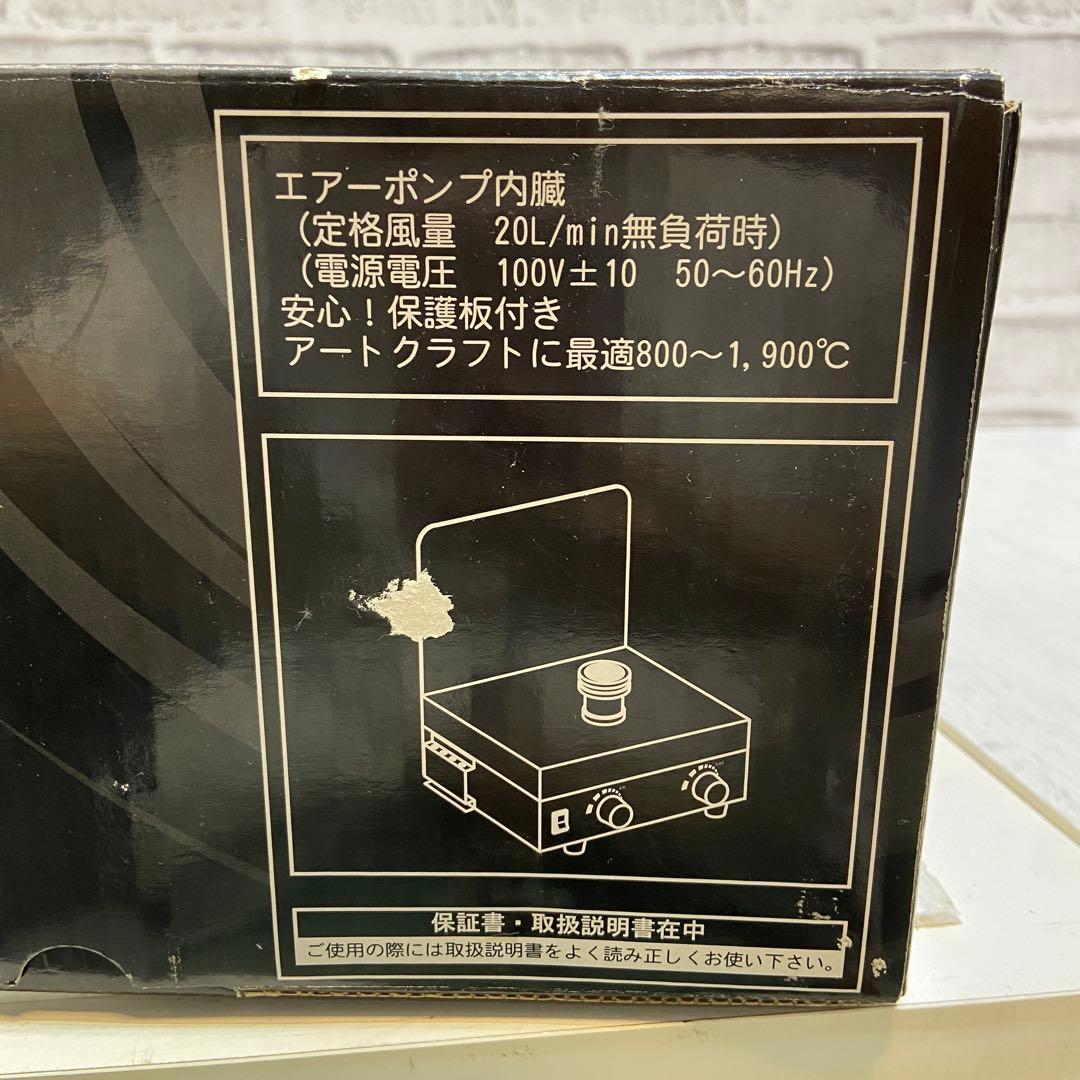 エアーポンプ内臓
（定格風量　20L/min無負荷時）
（電源電圧　100V±10　50～60Hz）
安心！保護板付き
アートクラフトに最適800～1,900℃
GAS
保証書・取扱説明書在中
ご使用の際には取扱説明書をよく読み正しくお使い下さい。